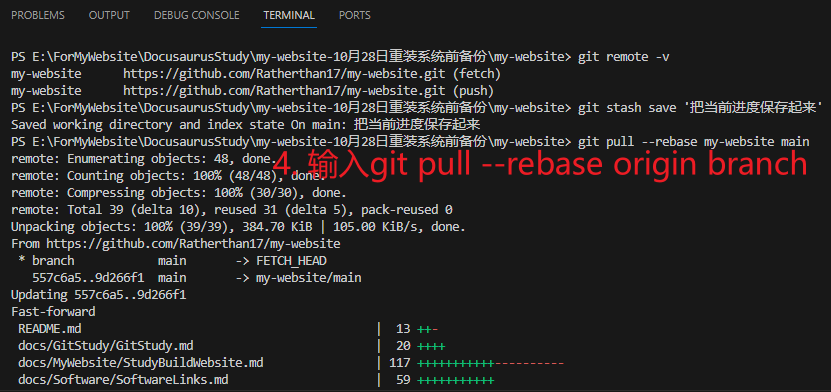 PROBLEMS OUTPUT DEBUG CONSOLE TERMINAL PORTS
PS E:\ForMyWebsite\DocusaurusStudy\my-website-10月28日重装系统前备份\my-website> git remote -v
my-website https://github.com/Ratherthan17/my-website.git (fetch)
my-website https://github.com/Ratherthan17/my-website.git (push)
PS E:\ForMyWebsite\DocusaurusStudy\my-website-10月28日重装系统前备份\my-website> git stash save '把当前进度保存起来'
Saved working directory and index state On main: 把当前进度保存起来
PS E:\ForMyWebsite\DocusaurusStudy\my-website-10月28日重装系统前备份\my-website> git pull --rebase my-website main
remote: Enumerating objects: 48, done.
4. 输入git pull --rebase origin branch
remote: Counting objects: 100% (48/48), done.
remote: Compressing objects: 100% (30/30), done.
remote: Total 39 (delta 10), reused 31 (delta 5), pack-reused 0
Unpacking objects: 100% (39/39), 384.70 KiB | 105.00 KiB/s, done.
From https://github.com/Ratherthan17/my-website
* branch main -> FETCH_HEAD
557c6a5..9d266f1 main -> my-website/main
Updating 557c6a5..9d266f1
Fast-forward
README.md | 13 ++-
docs/GitStudy/GitStudy.md | 20 ++++
docs/MyWebsite/StudyBuildWebsite.md | 117 +++++++++++----------
docs/Software/SoftwareLinks.md | 59 +++++++++++